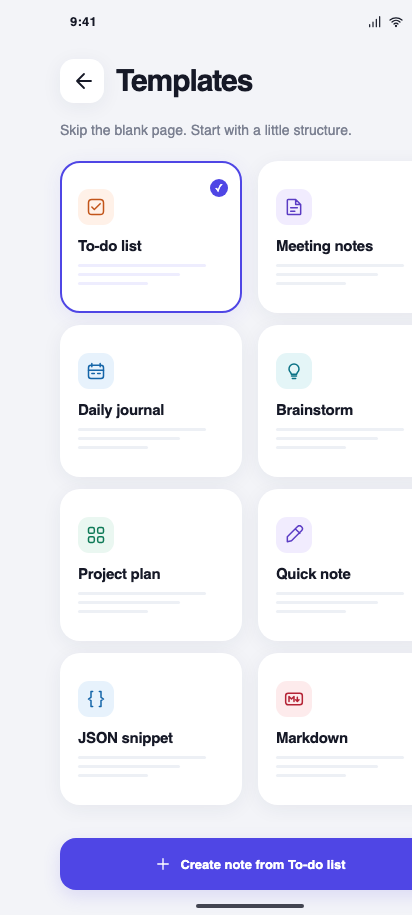 9:41
Templates
Skip the blank page. Start with a little structure.
To-do list
Meeting notes
Daily journal
Brainstorm
Project plan
Quick note
{ }
M
JSON snippet
Markdown
Create note from To-do list